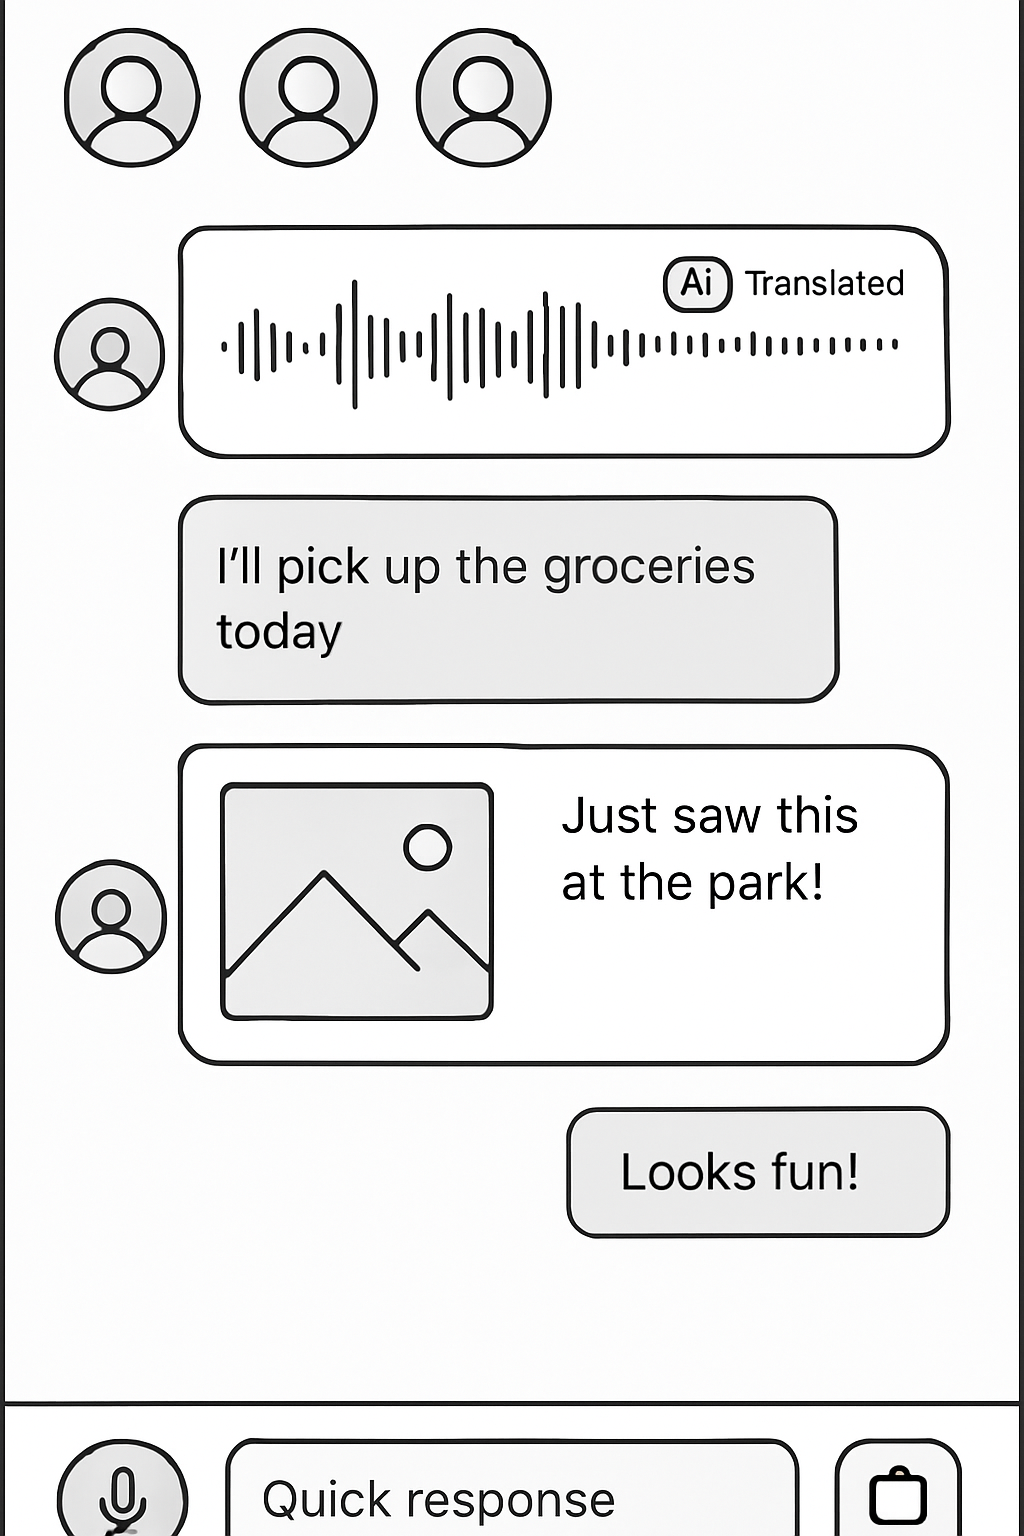 Ai Translated
I'll pick up the groceries
today
Just saw this
at the park!
Looks fun!
Quick response